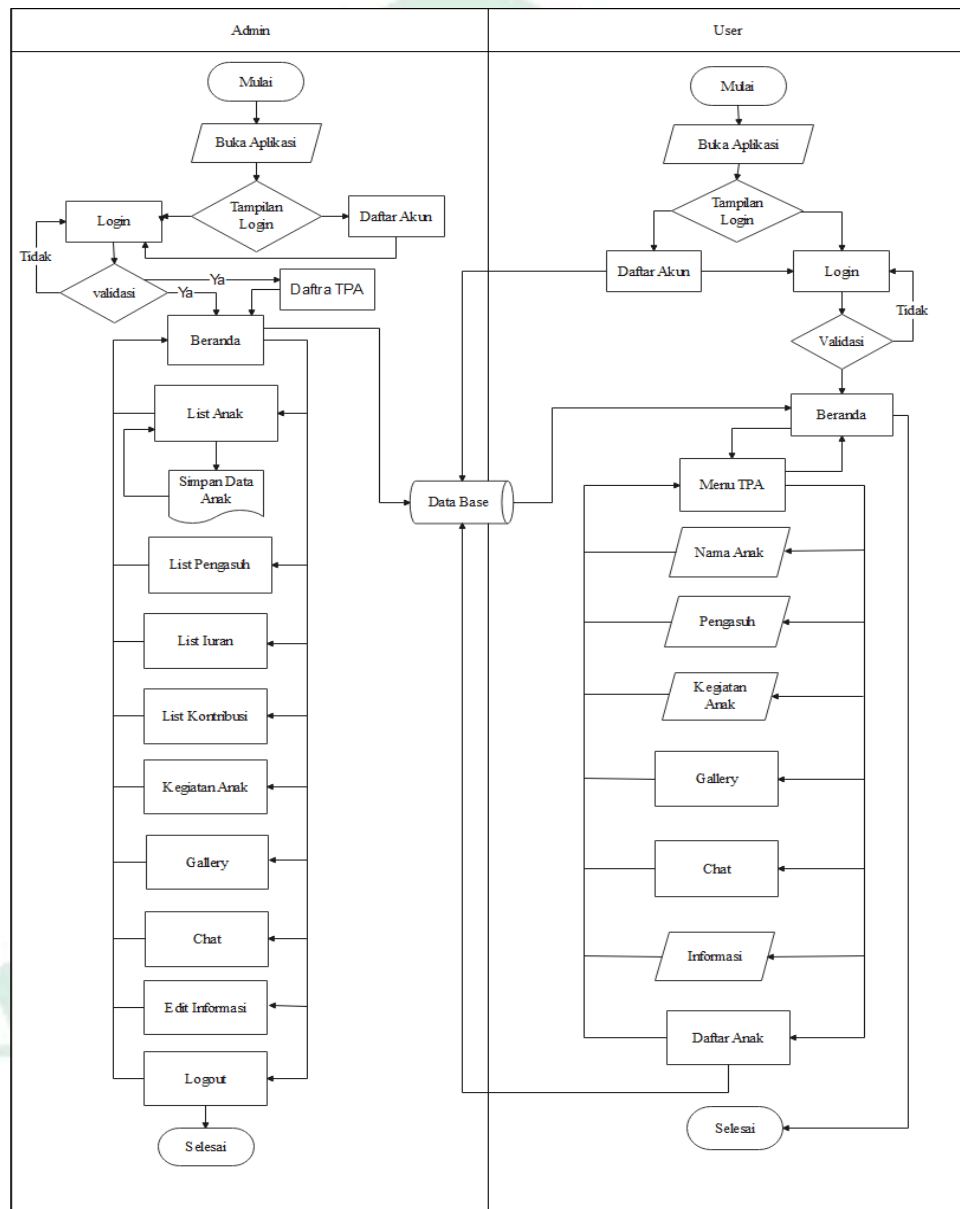 Admin
User
Mulai
Buka Aplikasi
Tampilan
Login
Daftar Akun
Login
Tidak
validasi
Ya
Ya
Daftra TPA
Beranda
List Anak
Simpan Data
Anak
List Pengasuh
List Iuran
List Kontribusi
Kegiatan Anak
Gallery
Chat
Edit Informasi
Logout
Selesai
Data Base
Mulai
Buka Aplikasi
Tampilan
Login
Daftar Akun
Login
Tidak
Validasi
Beranda
Menu TPA
Nama Anak
Pengasuh
Kegiatan
Anak
Gallery
Chat
Informasi
Daftar Anak
Selesai